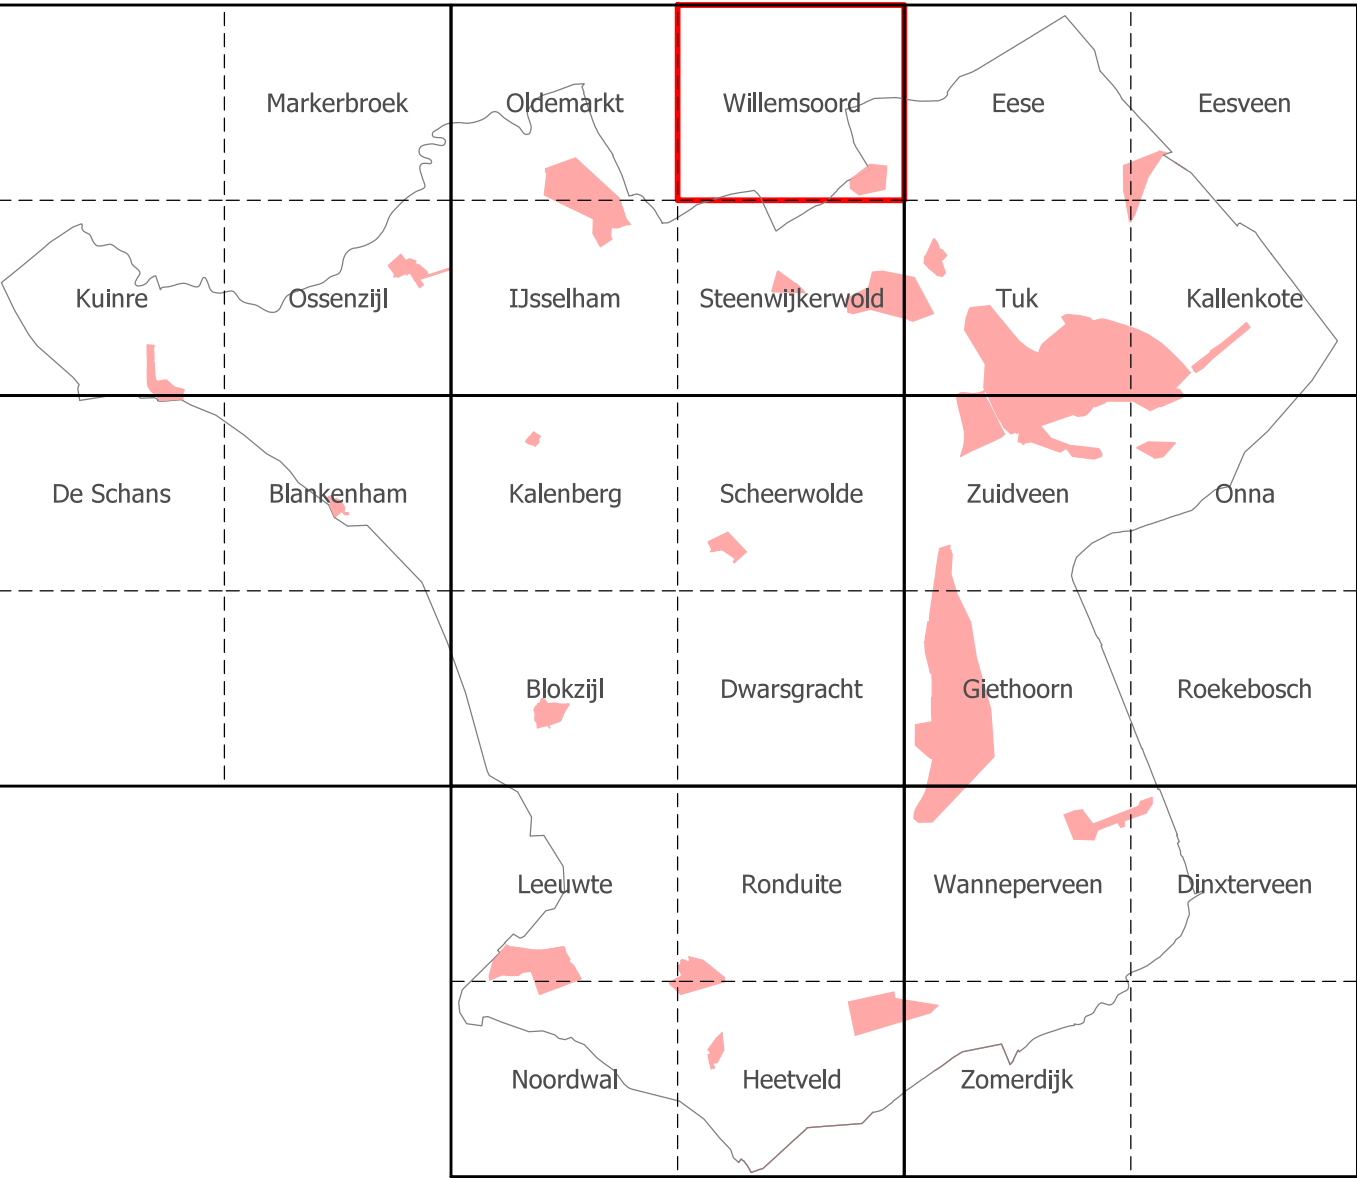 Markerbroek Oldemarkt Willemsoord Eese Eesveen
Kuinre Ossenzijl IJsselham Steenwijkerwold Tuk Kallenkote
De Schans Blankenham Kalenberg Scheerwolde Zuidveen Onna
Blokzijl Dwarsgracht Giethoorn Roekebosch
Leeuwte Ronduite Wanneperveen Dinxterveen
Noordwal Heetveld Zomerdijk